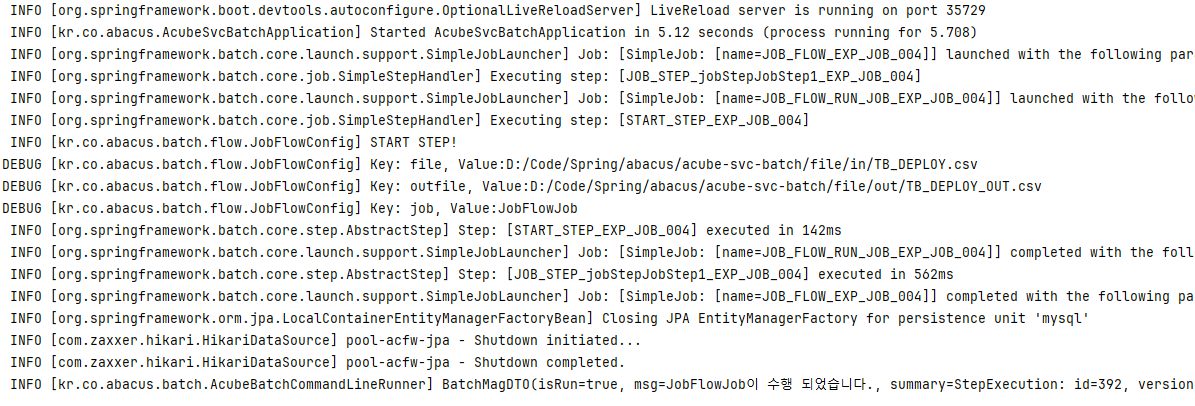 INFO [org.springframework.boot.devtools.autoconfigure.OptionalLiveReloadServer] LiveReload server is running on port 35729
INFO [kr.co.abacus.AcubeSvcBatchApplication] Started AcubeSvcBatchApplication in 5.12 seconds (process running for 5.708)
INFO [org.springframework.batch.core.launch.support.SimpleJobLauncher] Job: [SimpleJob: [name=JOB_FLOW_EXP_JOB_004]] launched with the following par
INFO [org.springframework.batch.core.job.SimpleStepHandler] Executing step: [JOB_STEP_jobStepJobStep1_EXP_JOB_004]
INFO [org.springframework.batch.core.launch.support.SimpleJobLauncher] Job: [SimpleJob: [name=JOB_FLOW_RUN_JOB_EXP_JOB_004]] launched with the follow
INFO [org.springframework.batch.core.job.SimpleStepHandler] Executing step: [START_STEP_EXP_JOB_004]
INFO [kr.co.abacus.batch.flow.JobFlowConfig] START STEP!
DEBUG [kr.co.abacus.batch.flow.JobFlowConfig] Key: file, Value:D:/Code/Spring/abacus/acube-svc-batch/file/in/TB_DEPLOY.csv
DEBUG [kr.co.abacus.batch.flow.JobFlowConfig] Key: outfile, Value:D:/Code/Spring/abacus/acube-svc-batch/file/out/TB_DEPLOY_OUT.csv
DEBUG [kr.co.abacus.batch.flow.JobFlowConfig] Key: job, Value:JobFlowJob
INFO [org.springframework.batch.core.step.AbstractStep] Step: [START_STEP_EXP_JOB_004] executed in 142ms
INFO [org.springframework.batch.core.launch.support.SimpleJobLauncher] Job: [SimpleJob: [name=JOB_FLOW_RUN_JOB_EXP_JOB_004]] completed with the foll
INFO [org.springframework.batch.core.step.AbstractStep] Step: [JOB_STEP_jobStepJobStep1_EXP_JOB_004] executed in 562ms
INFO [org.springframework.batch.core.launch.support.SimpleJobLauncher] Job: [SimpleJob: [name=JOB_FLOW_EXP_JOB_004]] completed with the following pa
INFO [org.springframework.orm.jpa.LocalContainerEntityManagerFactoryBean] Closing JPA EntityManagerFactory for persistence unit 'mysql'
INFO [com.zaxxer.hikari.HikariDataSource] pool-acfw-jpa - Shutdown initiated...
INFO [com.zaxxer.hikari.HikariDataSource] pool-acfw-jpa - Shutdown completed.
INFO [kr.co.abacus.batch.AcubeBatchCommandLineRunner] BatchMagDTO(isRun=true, msg=JobFlowJob이 수행 되었습니다., summary=StepExecution: id=392, version